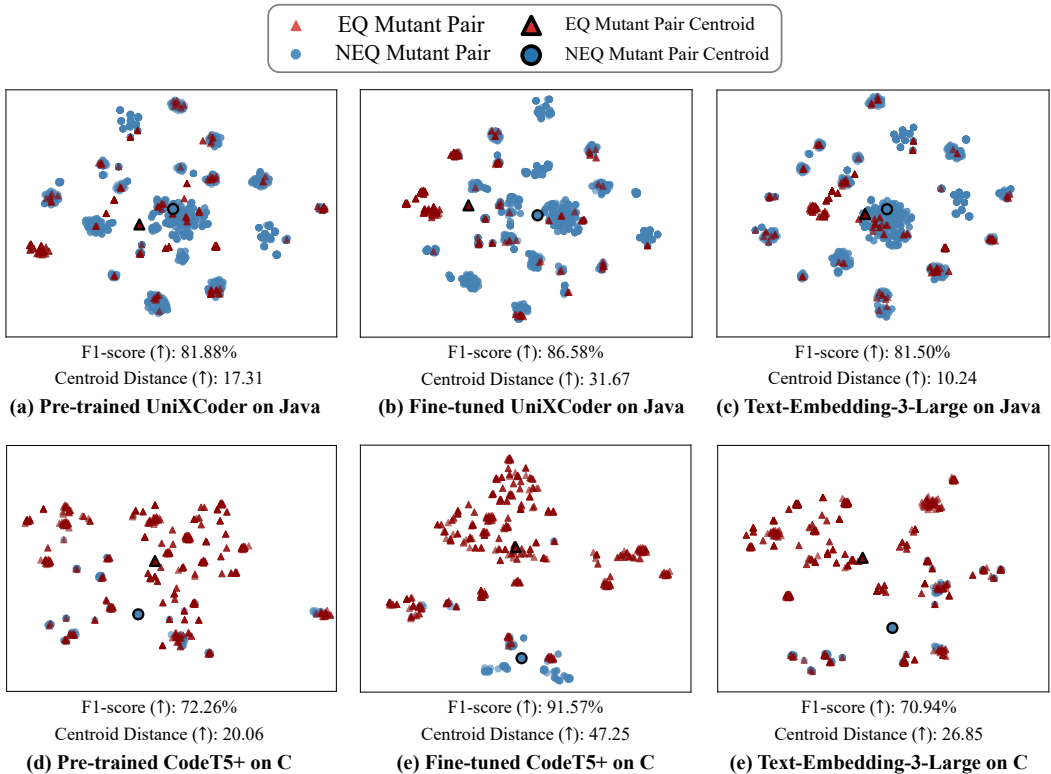 EQ Mutant Pair EQ Mutant Pair Centroid
NEQ Mutant Pair NEQ Mutant Pair Centroid
F1-score (↑): 81.88%
Centroid Distance (↑): 17.31
(a) Pre-trained UniXCoder on Java
F1-score (↑): 86.58%
Centroid Distance (↑): 31.67
(b) Fine-tuned UniXCoder on Java
F1-score (↑): 81.50%
Centroid Distance (↑): 10.24
(c) Text-Embedding-3-Large on Java
F1-score (↑): 72.26%
Centroid Distance (↑): 20.06
(d) Pre-trained CodeT5+ on C
F1-score (↑): 91.57%
Centroid Distance (↑): 47.25
(e) Fine-tuned CodeT5+ on C
F1-score (↑): 70.94%
Centroid Distance (↑): 26.85
(e) Text-Embedding-3-Large on C